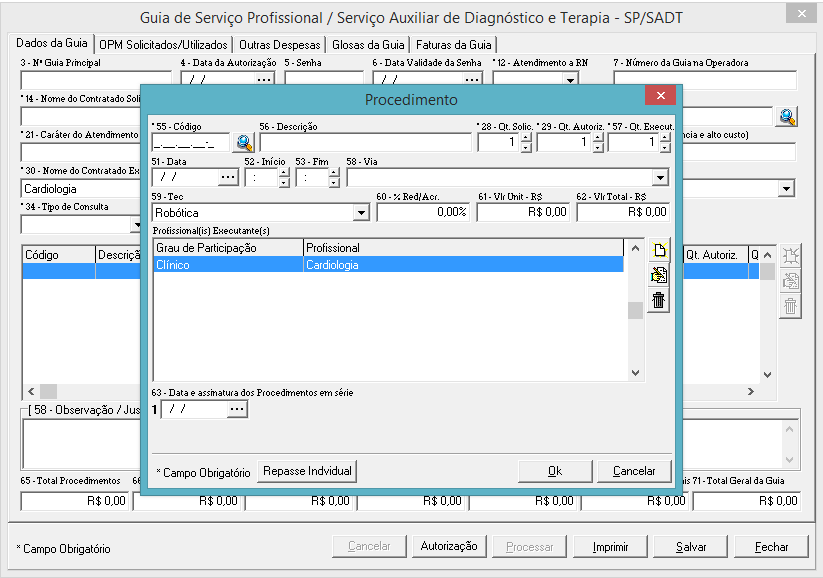 Guia de Serviço Profissional / Serviço Auxiliar de Diagnóstico e Terapia - SP/SADT
Dados da Guia
OPM Solicitados/Utilizados
Outras Despesas
Glosas da Guia
Faturas da Guia
3 - Nº Guia Principal
4 - Data da Autorização
5 - Senha
6 - Data Validade da Senha
*12 - Atendimento a RN
7 - Número da Guia na Operadora
/ /
/ /
*14 - Nome do Contratado Soli
*21 - Caráter do Atendimento
ncia e alto custo)
*30 - Nome do Contratado Ex
Cardiologia
*34 - Tipo de Consulta
Código
Descriçã
Qt. Autoriz.
Q
Procedimento
*55 - Código
56 - Descrição
*28 - Qt. Solic.
*29 - Qt. Autoriz.
*57 - Qt. Execut.
_.__.__.__-_
1
1
1
51 - Data
52 - Início
53 - Fim
58 - Via
/ /
:
:
59 - Tec
60 - % Red/Acr.
61 - Vlr Unit - R$
62 - Vlr Total - R$
Robótica
0,00%
R$ 0,00
R$ 0,00
Profissional(is) Executante(s)
Grau de Participação
Profissional
Clínico
Cardiologia
63 - Data e assinatura dos Procedimentos em série
1
/ /
* Campo Obrigatório
Repasse Indvidual
Ok
Cancelar
[ 58 - Observação / Jus
65 - Total Procedimentos
66
is
71 - Total Geral da Guia
R$ 0,00
R$ 0,00
R$ 0,00
R$ 0,00
R$ 0,00
R$ 0,00
R$ 0,00
* Campo Obrigatório
Cancelar
Autorização
Processar
Imprimir
Salvar
Fechar